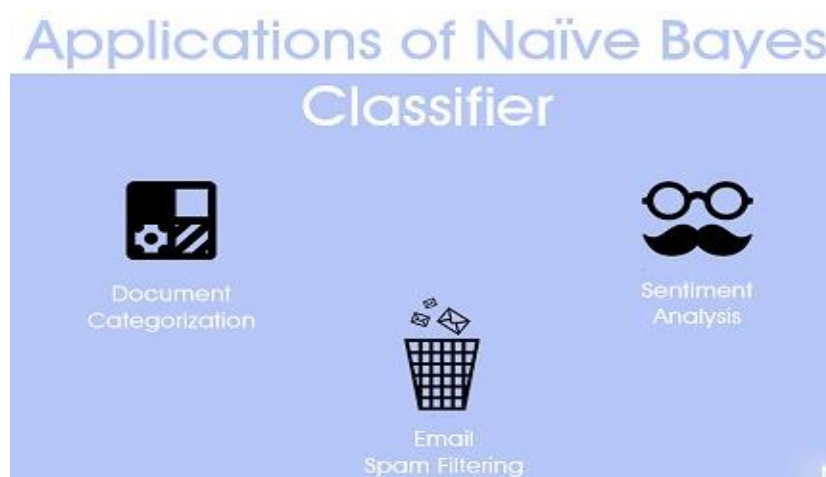 Applications of Naïve Bayes
Classifier
Document
Categorization
Sentiment
Analysis
Email
Spam Filtering